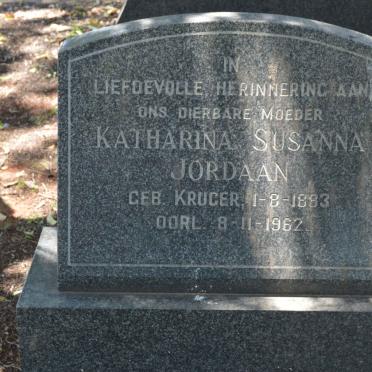 IN
LIEFDEVOLLE HERINNERING AAN
ONS DIERBARE MOEDER
KATHARINA SUSANNA
JORDAAN
GEB. KRUGER, 1-8-1883
OORL. 8-11-1962.